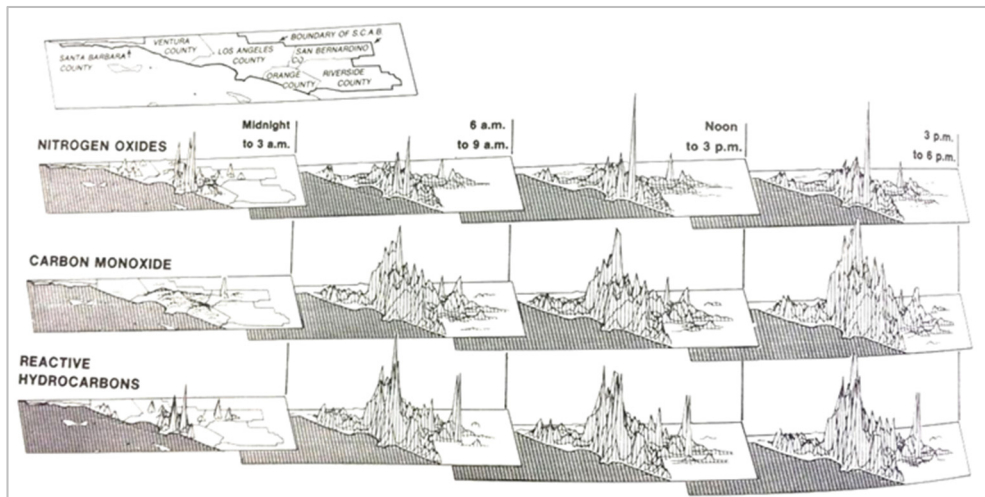 VENTURA
COUNTY
BOUNDARY OF S.C.A.B.
LOS ANGELES
COUNTY
SAN BERNARDINO
CO.
SANTA BARBARA
COUNTY
ORANGE
COUNTY
RIVERSIDE
COUNTY
NITROGEN OXIDES
Midnight
to 3 a.m.
6 a.m.
to 9 a.m.
Noon
to 3 p.m.
3 p.m.
to 6 p.m.
CARBON MONOXIDE
REACTIVE
HYDROCARBONS